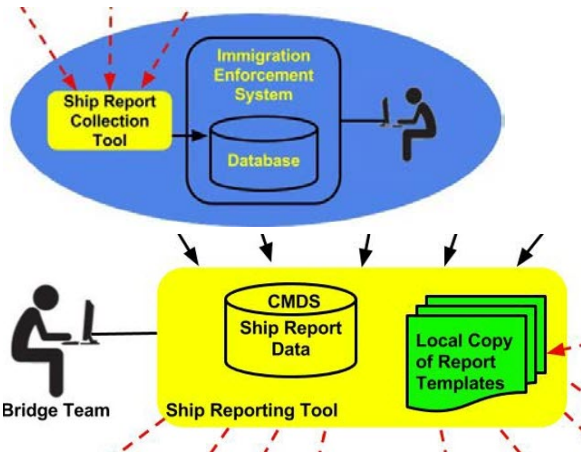 Immigration
Enforcement
System
Ship Report
Collection
Tool
Database
CMDS
Ship Report
Data
Local Copy
of Report
Templates
Bridge Team
Ship Reporting Tool